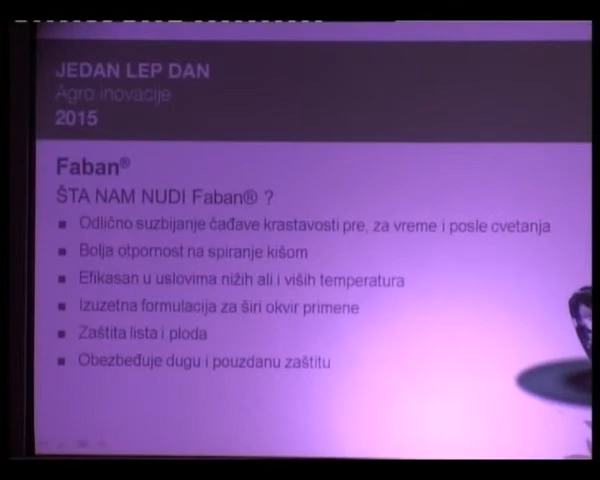 JEDAN LEP DAN
Agro inovacije
2015
Faban®
ŠTA NAM NUDI Faban® ?
Odlično suzbijanje čađave krastavosti pre, za vreme i posle cvetanja
Bolja otpornost na spiranje kišom
Efikasan u uslovima nižih ali i viših temperatura
Izuzetna formulacija za širi okvir primene
Zaštita lista i ploda
Obezbeđuje dugu i pouzdanu zaštitu